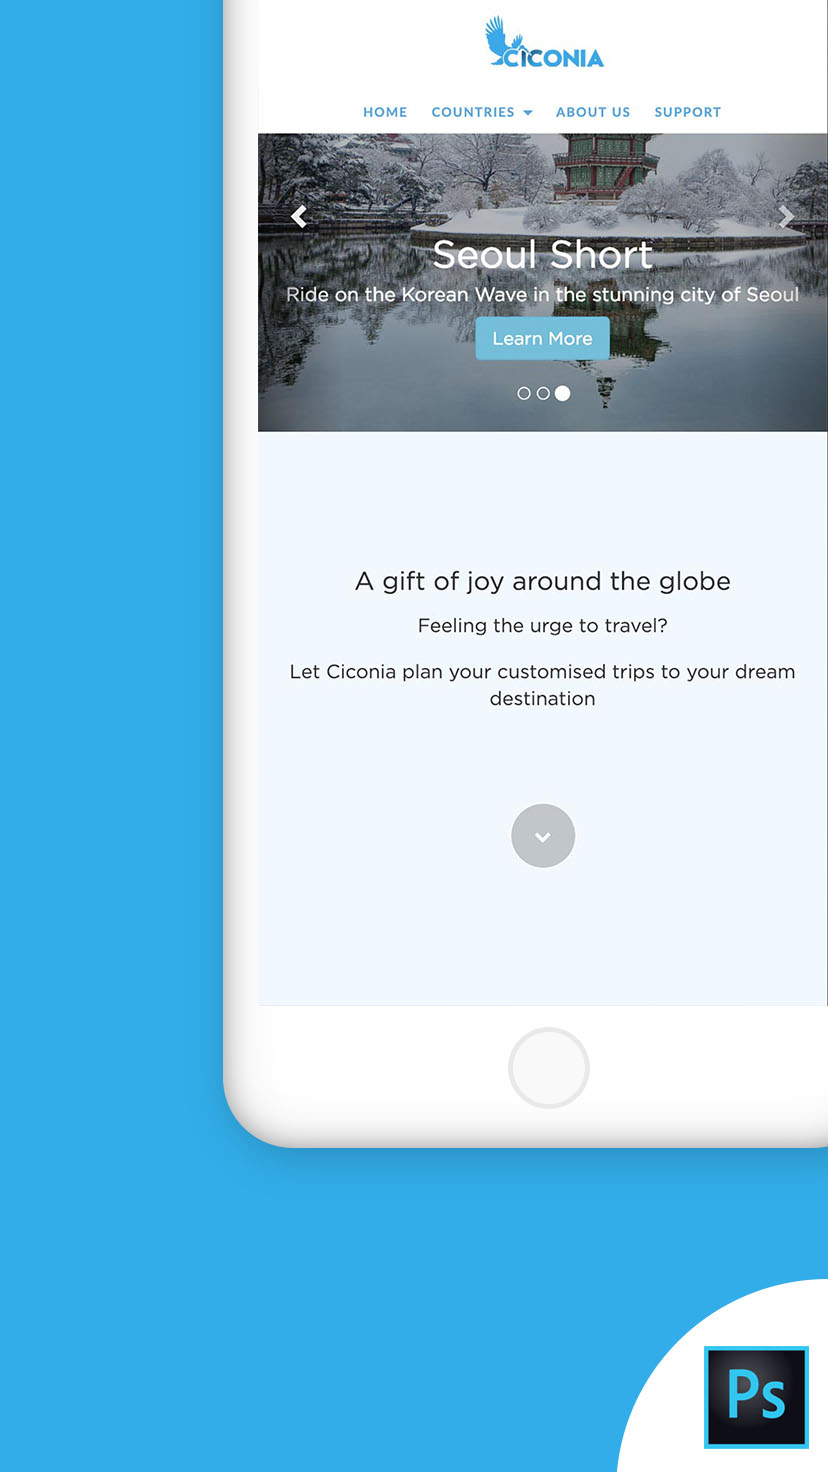 CICONIA
HOME COUNTRIES ABOUT US SUPPORT
Seoul Short
Ride on the Korean Wave in the stunning city of Seoul
Learn More
A gift of joy around the globe
Feeling the urge to travel?
Let Ciconia plan your customised trips to your dream
destination
Ps